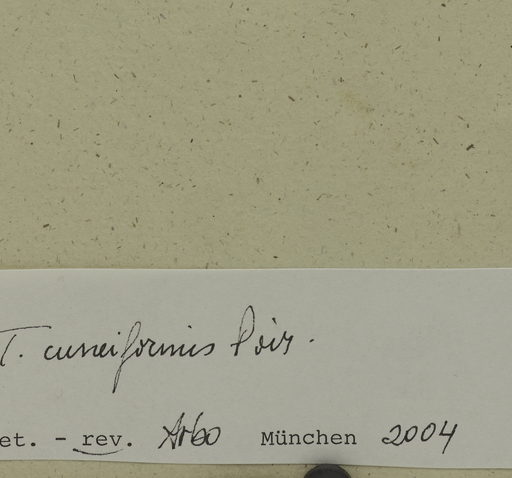 T. cuneiformis Poir.
et. - rev. Arbo München 2004